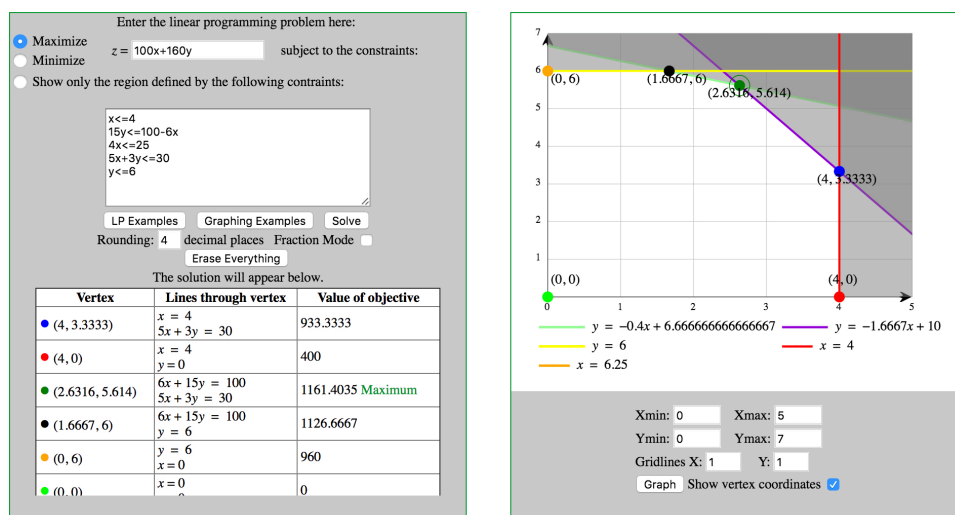 Enter the linear programming problem here:
Maximize
Minimize
z = 100x+160y subject to the constraints:
Show only the region defined by the following contraints:
x<=4
15y<=100-6x
4x<=25
5x+3y<=30
y<=6
LP Examples Graphing Examples Solve
Rounding: 4 decimal places Fraction Mode
Erase Everything
The solution will appear below.
Vertex Lines through vertex Value of objective
(4, 3.3333) x = 4 933.3333
5x + 3y = 30
(4, 0) x = 4 400
y = 0
(2.6316, 5.614) 6x + 15y = 100 1161.4035 Maximum
5x + 3y = 30
(1.6667, 6) 6x + 15y = 100 1126.6667
y = 6
(0, 6) y = 6 960
x = 0
(0, 0) x = 0 0
7
6
5
4
3
2
1
(0, 6)
(1.6667, 6)
(2.6316, 5.614)
(4, 3.3333)
(0, 0)
(4, 0)
0 1 2 3 4 5
y = −0.4x + 6.666666666666667 y = −1.6667x + 10
y = 6 x = 4
x = 6.25
Xmin: 0 Xmax: 5
Ymin: 0 Ymax: 7
Gridlines X: 1 Y: 1
Graph Show vertex coordinates